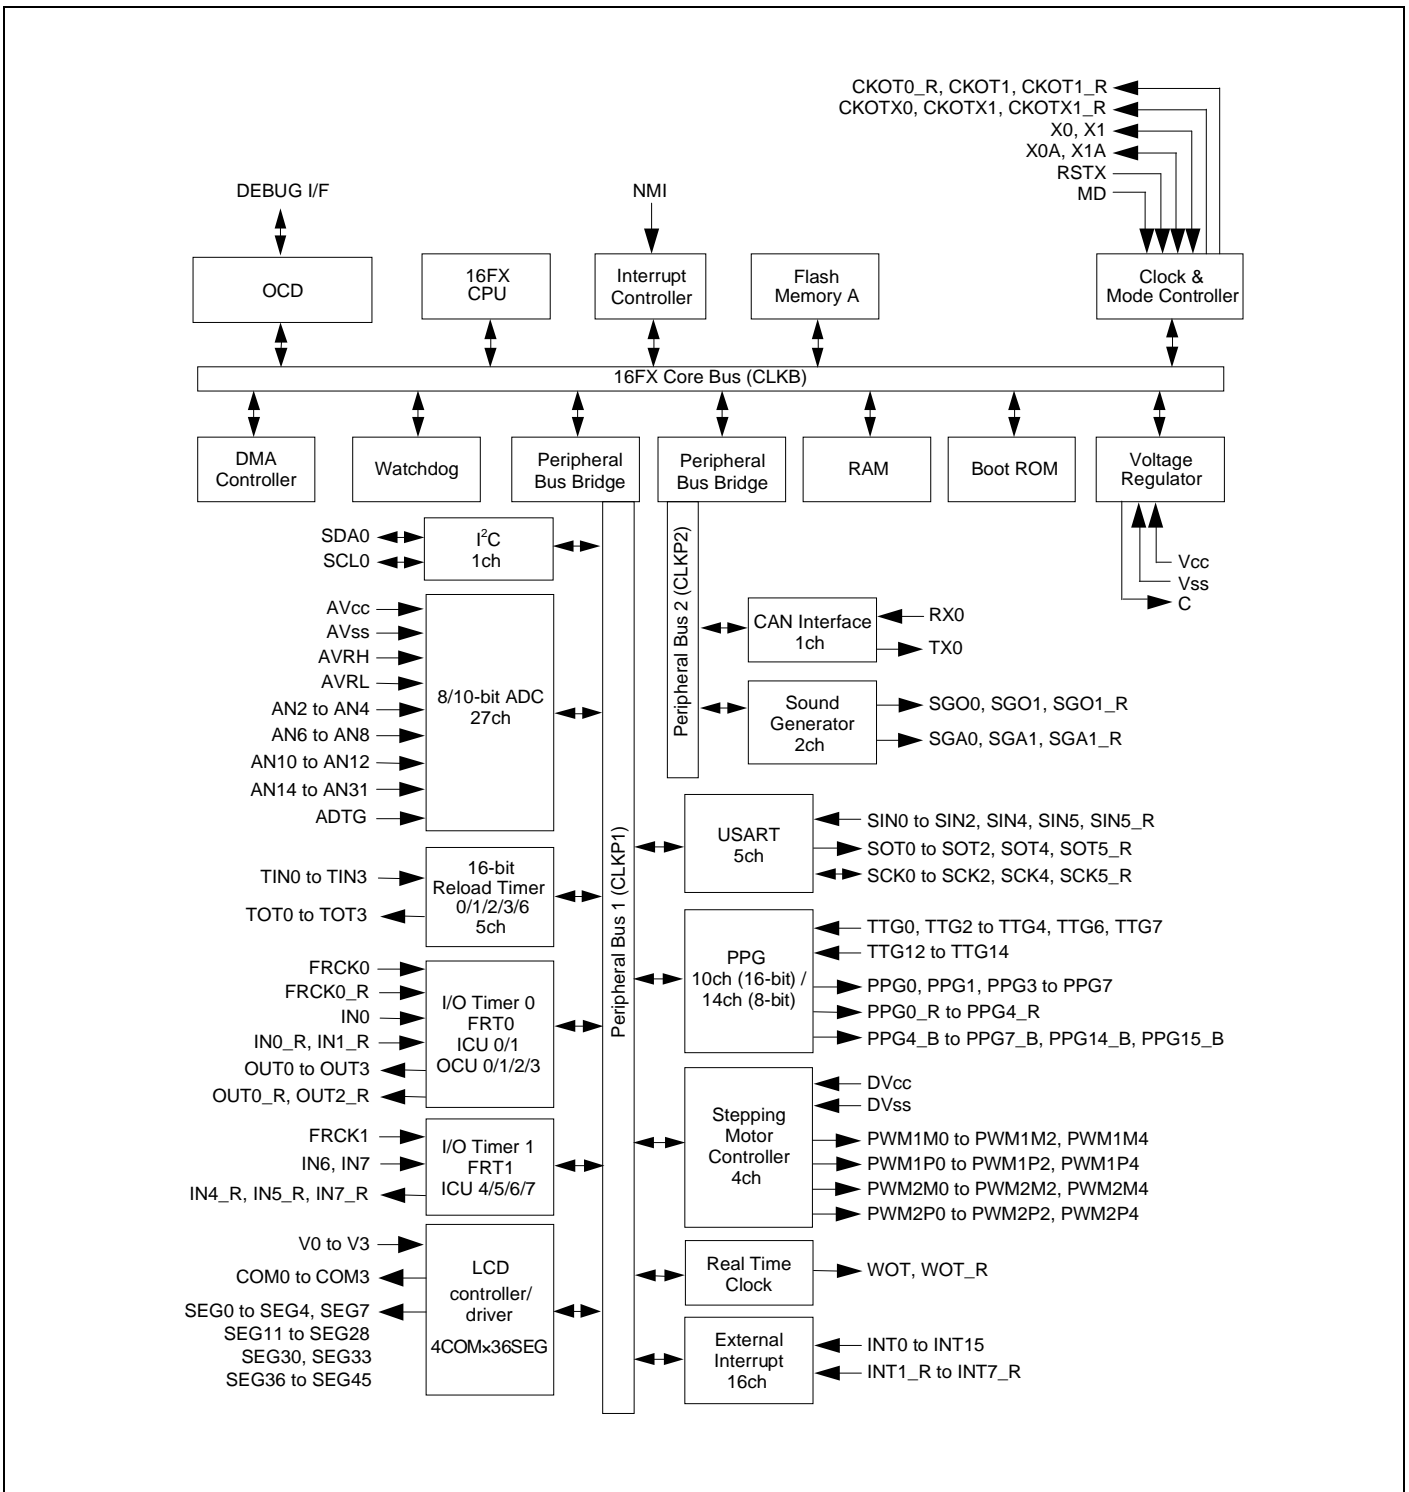 CKOT0_R, CKOT1, CKOT1_R
CKOTX0, CKOTX1, CKOTX1_R
X0, X1
X0A, X1A
RSTX
MD
DEBUG I/F
NMI
OCD
16FX
CPU
Interrupt
Controller
Flash
Memory A
Clock &
Mode Controller
16FX Core Bus (CLKB)
DMA
Controller
Watchdog
Peripheral
Bus Bridge
Peripheral
Bus Bridge
RAM
Boot ROM
Voltage
Regulator
Vcc
Vss
C
Peripheral Bus 1 (CLKP1)
Peripheral Bus 2 (CLKP2)
SDA0
SCL0
I²C
1ch
AVcc
AVss
AVRH
AVRL
AN2 to AN4
AN6 to AN8
AN10 to AN12
AN14 to AN31
ADTG
8/10-bit ADC
27ch
TIN0 to TIN3
TOT0 to TOT3
16-bit
Reload Timer
0/1/2/3/6
5ch
FRCK0
FRCK0_R
IN0
IN0_R, IN1_R
OUT0 to OUT3
OUT0_R, OUT2_R
I/O Timer 0
FRT0
ICU 0/1
OCU 0/1/2/3
FRCK1
IN6, IN7
IN4_R, IN5_R, IN7_R
I/O Timer 1
FRT1
ICU 4/5/6/7
V0 to V3
COM0 to COM3
SEG0 to SEG4, SEG7
SEG11 to SEG28
SEG30, SEG33
SEG36 to SEG45
LCD
controller/
driver
4COM×36SEG
CAN Interface
1ch
RX0
TX0
Sound
Generator
2ch
SGO0, SGO1, SGO1_R
SGA0, SGA1, SGA1_R
USART
5ch
SIN0 to SIN2, SIN4, SIN5, SIN5_R
SOT0 to SOT2, SOT4, SOT5_R
SCK0 to SCK2, SCK4, SCK5_R
PPG
10ch (16-bit) /
14ch (8-bit)
TTG0, TTG2 to TTG4, TTG6, TTG7
TTG12 to TTG14
PPG0, PPG1, PPG3 to PPG7
PPG0_R to PPG4_R
PPG4_B to PPG7_B, PPG14_B, PPG15_B
Stepping
Motor
Controller
4ch
DVcc
DVss
PWM1M0 to PWM1M2, PWM1M4
PWM1P0 to PWM1P2, PWM1P4
PWM2M0 to PWM2M2, PWM2M4
PWM2P0 to PWM2P2, PWM2P4
Real Time
Clock
WOT, WOT_R
External
Interrupt
16ch
INT0 to INT15
INT1_R to INT7_R